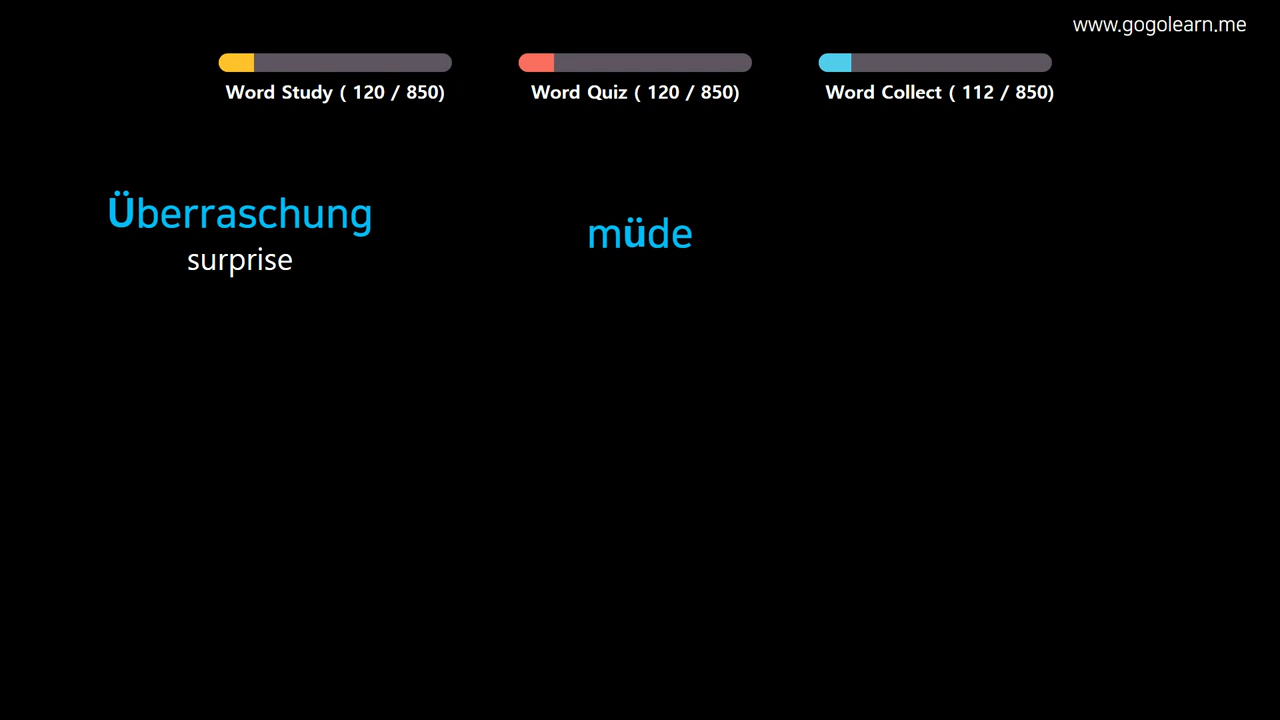 www.gogolearn.me
Word Study ( 120 / 850)
Word Quiz ( 120 / 850)
Word Collect ( 112 / 850)
Überraschung
surprise
müde